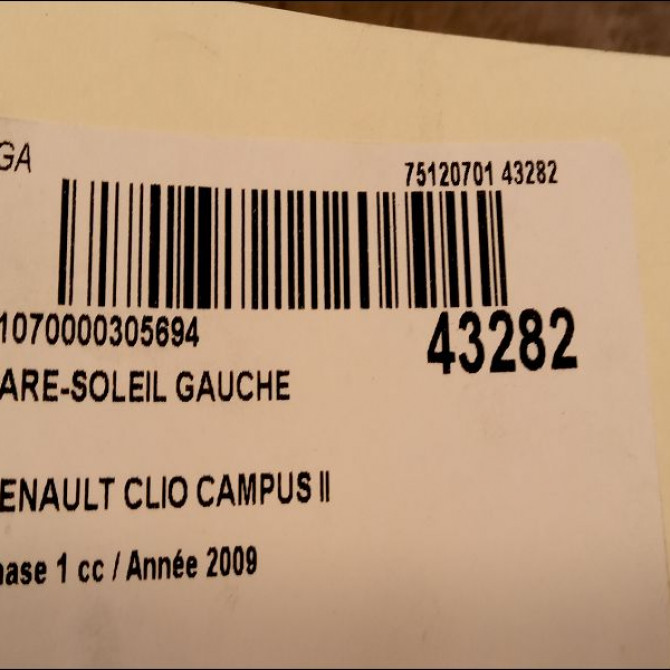 GA
75120701 43282
1070000305694
43282
ARE-SOLEIL GAUCHE
ENAULT CLIO CAMPUS II
hase 1 cc / Année 2009